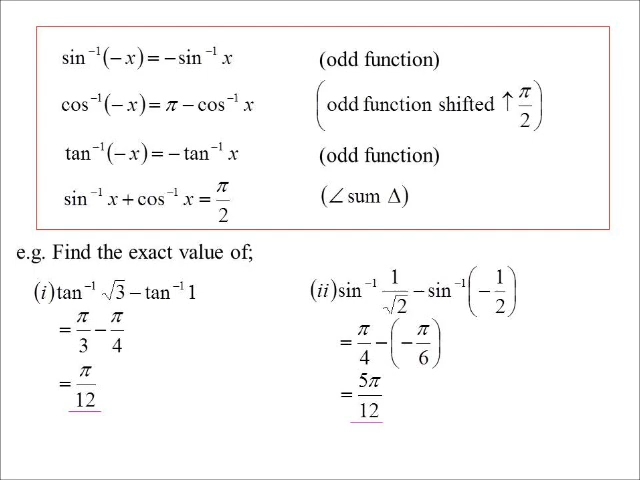 sin⁻¹(−x) = −sin⁻¹ x (odd function)
cos⁻¹(−x) = π − cos⁻¹ x (odd function shifted ↑ π/2)
tan⁻¹(−x) = −tan⁻¹ x (odd function)
sin⁻¹ x + cos⁻¹ x = π/2 (∠ sum Δ)
e.g. Find the exact value of;
(i) tan⁻¹ √3 − tan⁻¹ 1
= π/3 − π/4
= π/12
(ii) sin⁻¹ 1/√2 − sin⁻¹(−1/2)
= π/4 − (−π/6)
= 5π/12